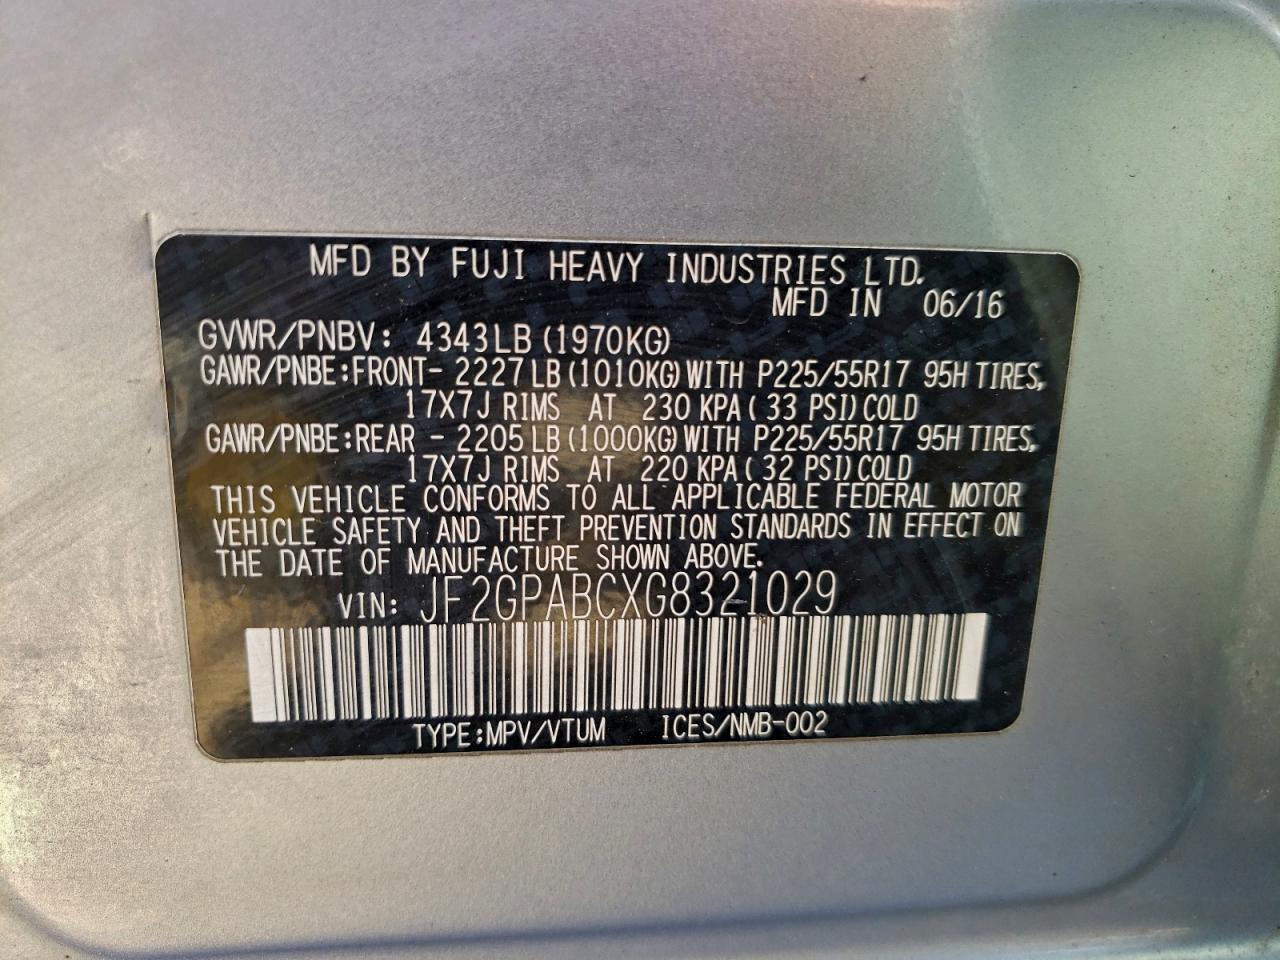 MFD BY FUJI HEAVY INDUSTRIES LTD.
MFD IN 06/16
GVWR/PNBV: 4343LB (1970KG)
GAWR/PNBE:FRONT- 2227 LB (1010KG) WITH P225/55R17 95H TIRES,
17X7J RIMS AT 230 KPA ( 33 PSI) COLD
GAWR/PNBE:REAR - 2205 LB (1000KG) WITH P225/55R17 95H TIRES,
17X7J RIMS AT 220 KPA ( 32 PSI) COLD
THIS VEHICLE CONFORMS TO ALL APPLICABLE FEDERAL MOTOR
VEHICLE SAFETY AND THEFT PREVENTION STANDARDS IN EFFECT ON
THE DATE OF MANUFACTURE SHOWN ABOVE.
VIN: JF2GPABCXG8321029
TYPE:MPV/VTUM ICES/NMB-002